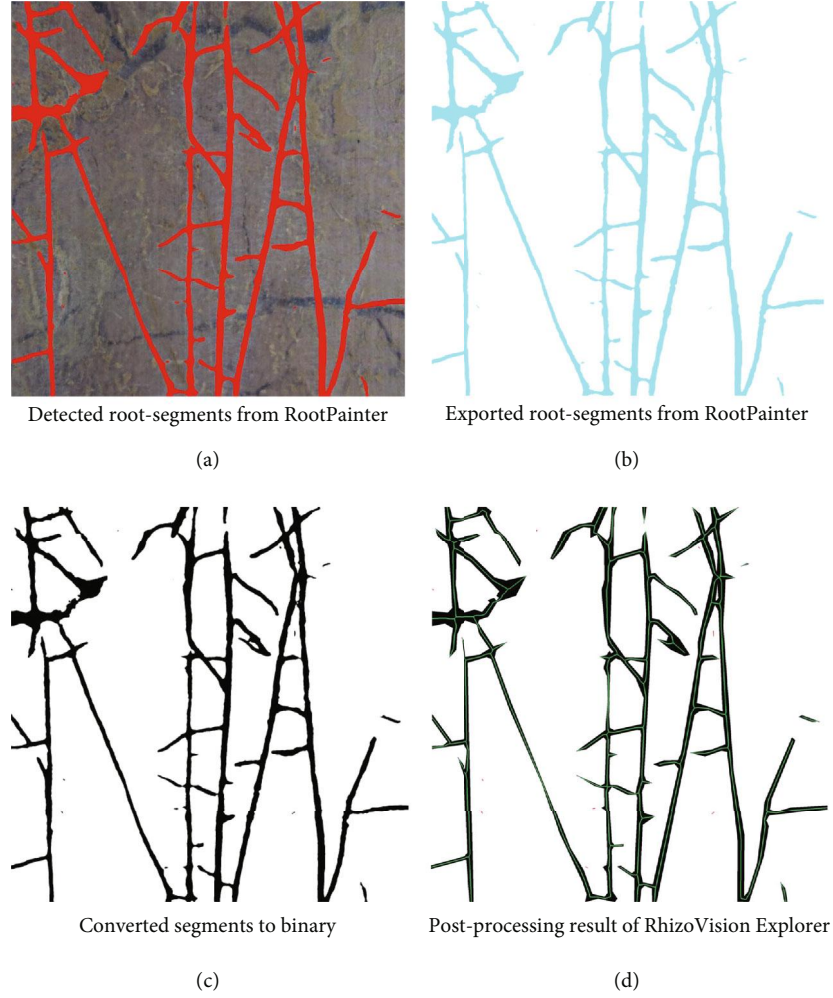 Detected root-segments from RootPainter
Exported root-segments from RootPainter
(a)
(b)
Converted segments to binary
Post-processing result of RhizoVision Explorer
(c)
(d)